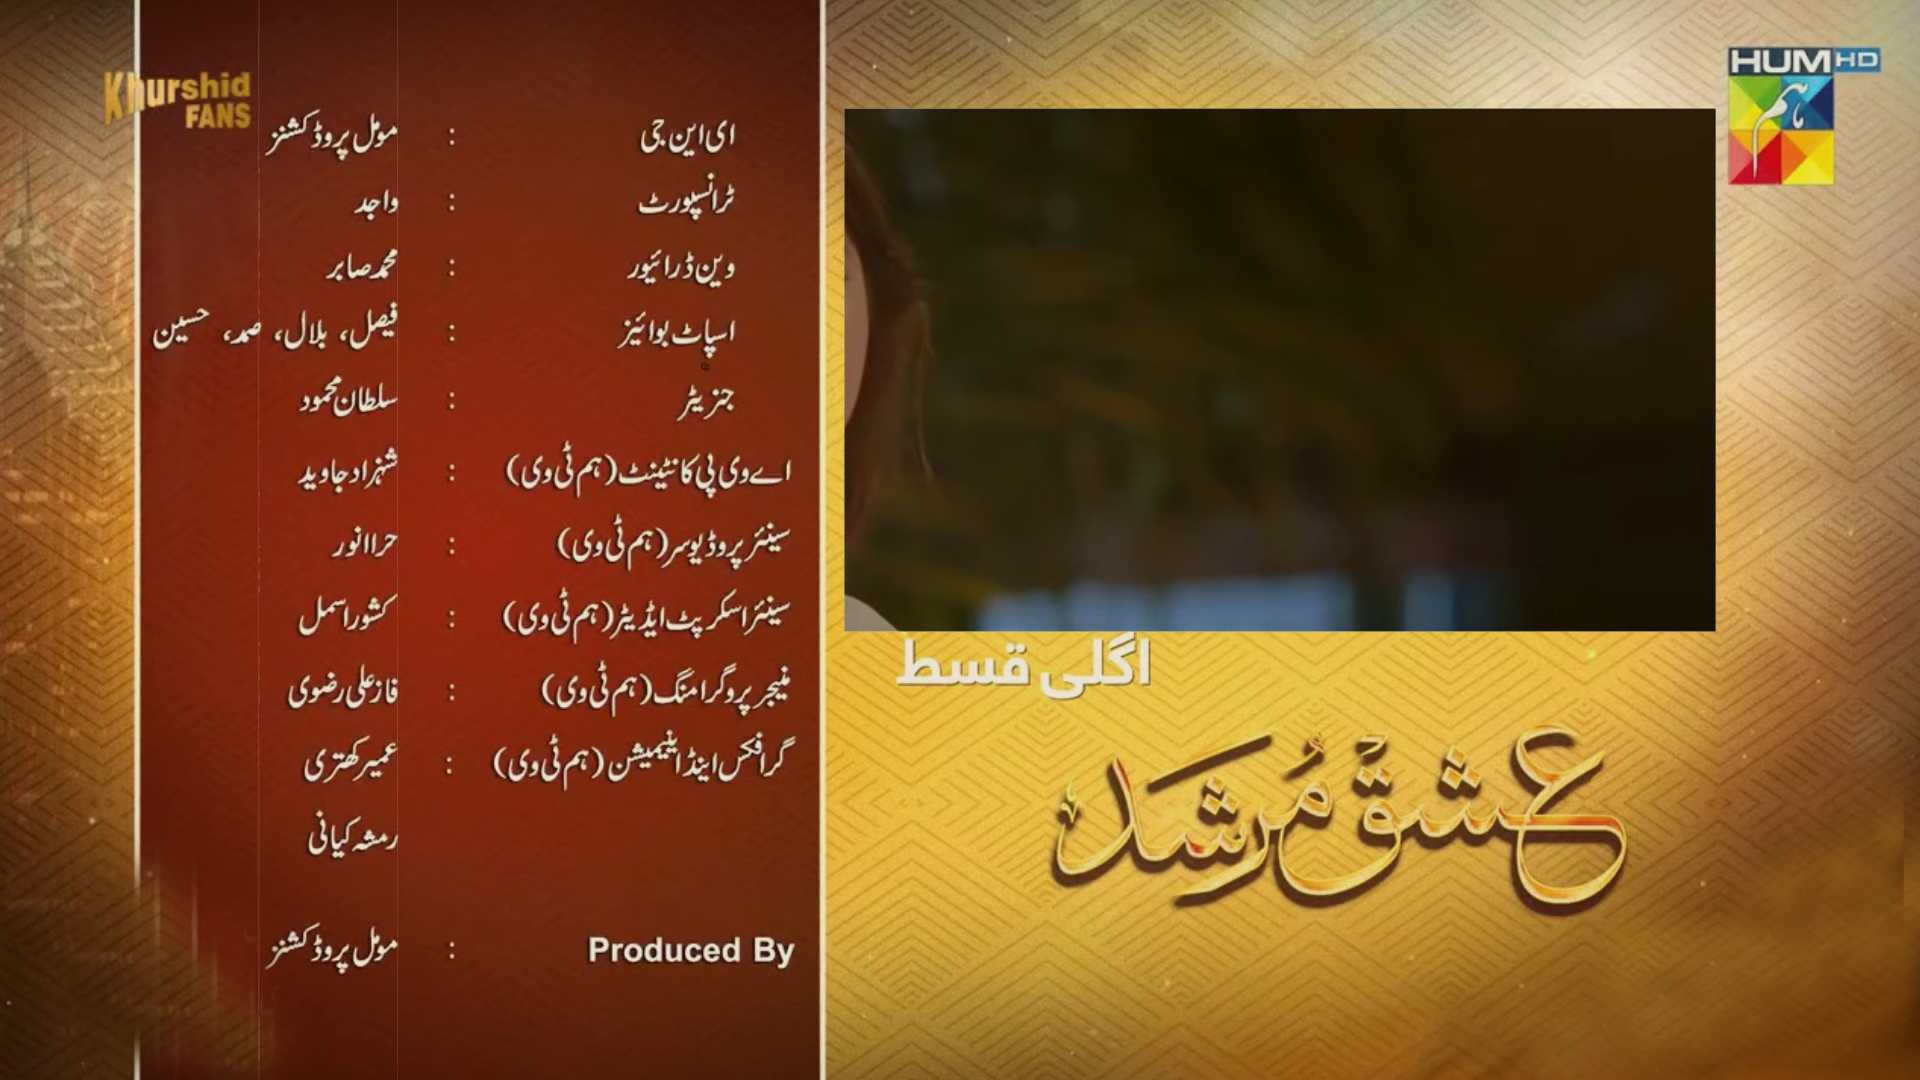 Khurshid
FANS
HUM HD
ہم
ای این جی : مومل پروڈکشنز
ٹرانسپورٹ : واجد
وین ڈرائیور : محمد صابر
اسپاٹ بوائیز : فیصل، بلال، صمد، حسین
جنریٹر : سلطان محمود
اے وی پی کانٹینٹ (ہم ٹی وی) : شہزاد جاوید
سینئر پروڈیوسر (ہم ٹی وی) : حرا انور
سینئر اسکرپٹ ایڈیٹر (ہم ٹی وی) : کشور اسمل
منیجر پروگرامنگ (ہم ٹی وی) : فاز علی رضوی
گرافکس اینڈ اینیمیشن (ہم ٹی وی) : عمیر کھتری
رمشہ کیانی
Produced By : مومل پروڈکشنز
اگلی قسط
عشق مُرشد